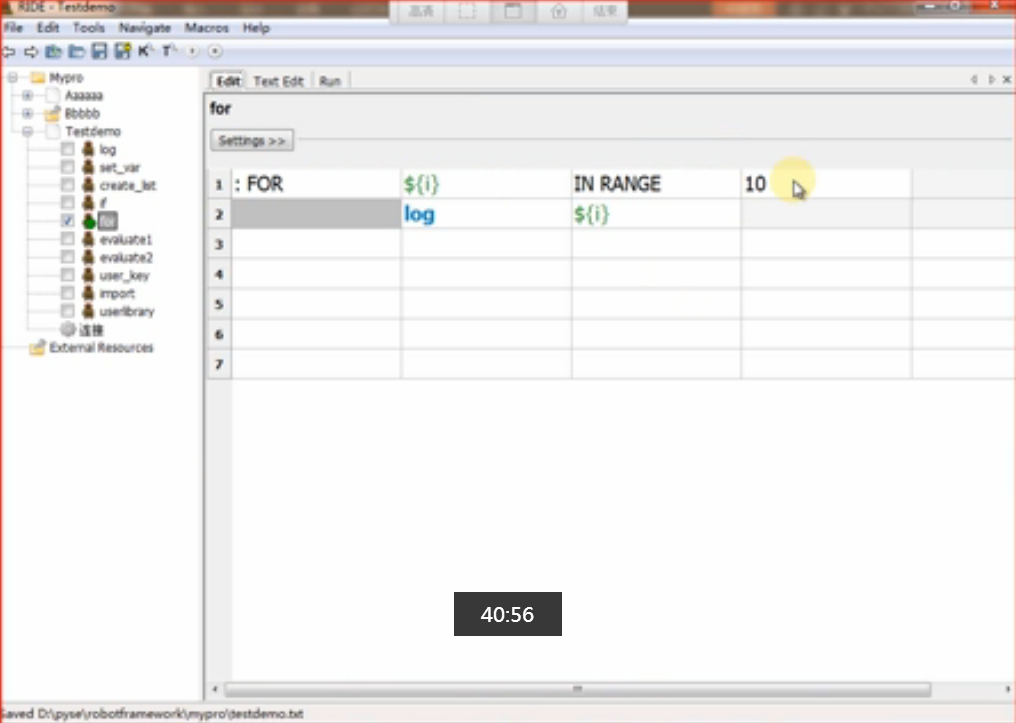 RIDE - Testdemo
高清 结束
File Edit Tools Navigate Macros Help
Mypro
Aaaaaa
Bbbbb
Testdemo
log
set_var
create_list
if
for
evaluate1
evaluate2
user_key
import
userlibrary
连接
External Resources
Edit Text Edit Run
for
Settings >>
1 : FOR ${i} IN RANGE 10
2 log ${i}
3
4
5
6
7
40:56
Saved D:\pyse\robotframework\mypro\testdemo.txt